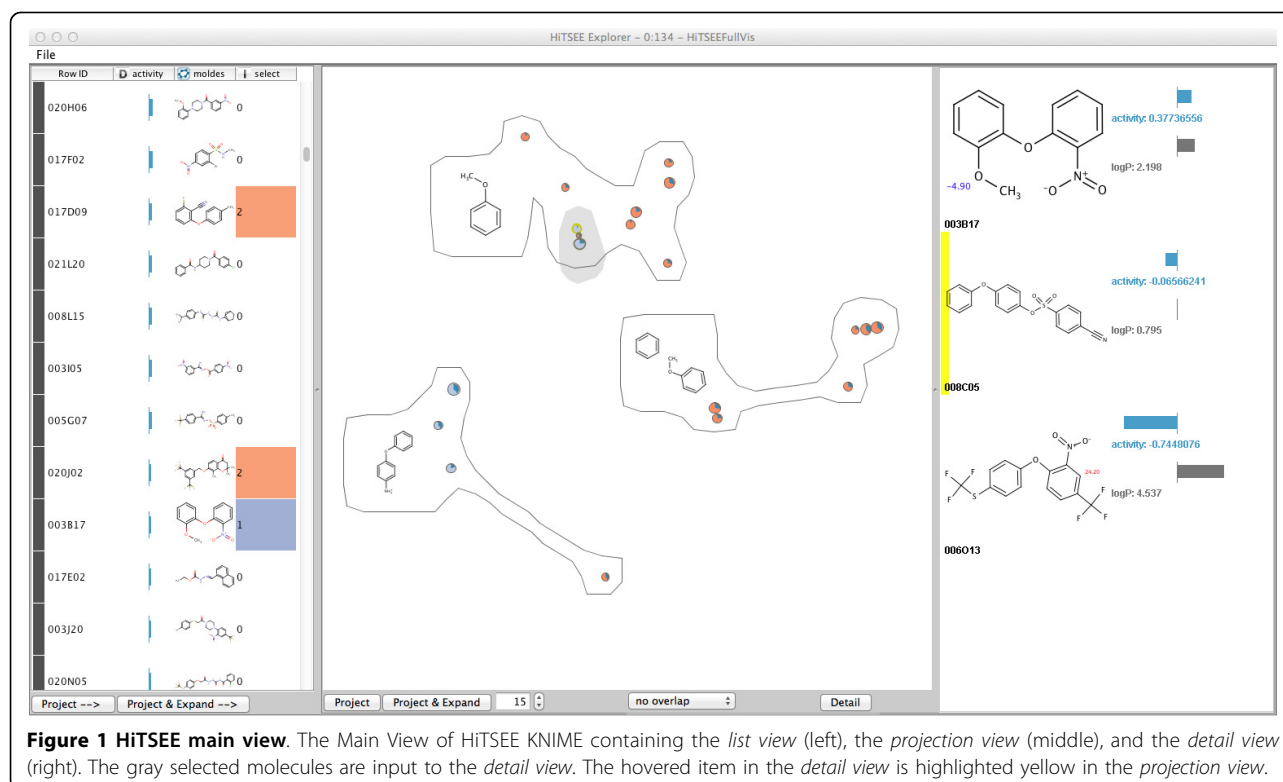 HiTSEE Explorer – 0:134 – HiTSEEFullVis
File
Row ID D activity moldes I select
020H06 0
017F02 0
017D09 2
021L20 0
008L15 0
003I05 0
005G07 0
020J02 2
003B17 1
017E02 0
003J20 0
020N05 0
Project --> Project & Expand -->
H₃C
O
CH₃
O
Project Project & Expand 15 no overlap Detail
O
O
CH₃
N⁺
⁻O
O
-4.90
activity: 0.37736556
logP: 2.198
003B17
O
O
O
S
O
N
activity: -0.06566241
logP: 0.795
008C05
F
F
F
S
O
N⁺
O⁻
O
24.20
F
F
F
activity: -0.7448076
logP: 4.537
006O13
Figure 1 HiTSEE main view. The Main View of HiTSEE KNIME containing the list view (left), the projection view (middle), and the detail view
(right). The gray selected molecules are input to the detail view. The hovered item in the detail view is highlighted yellow in the projection view.